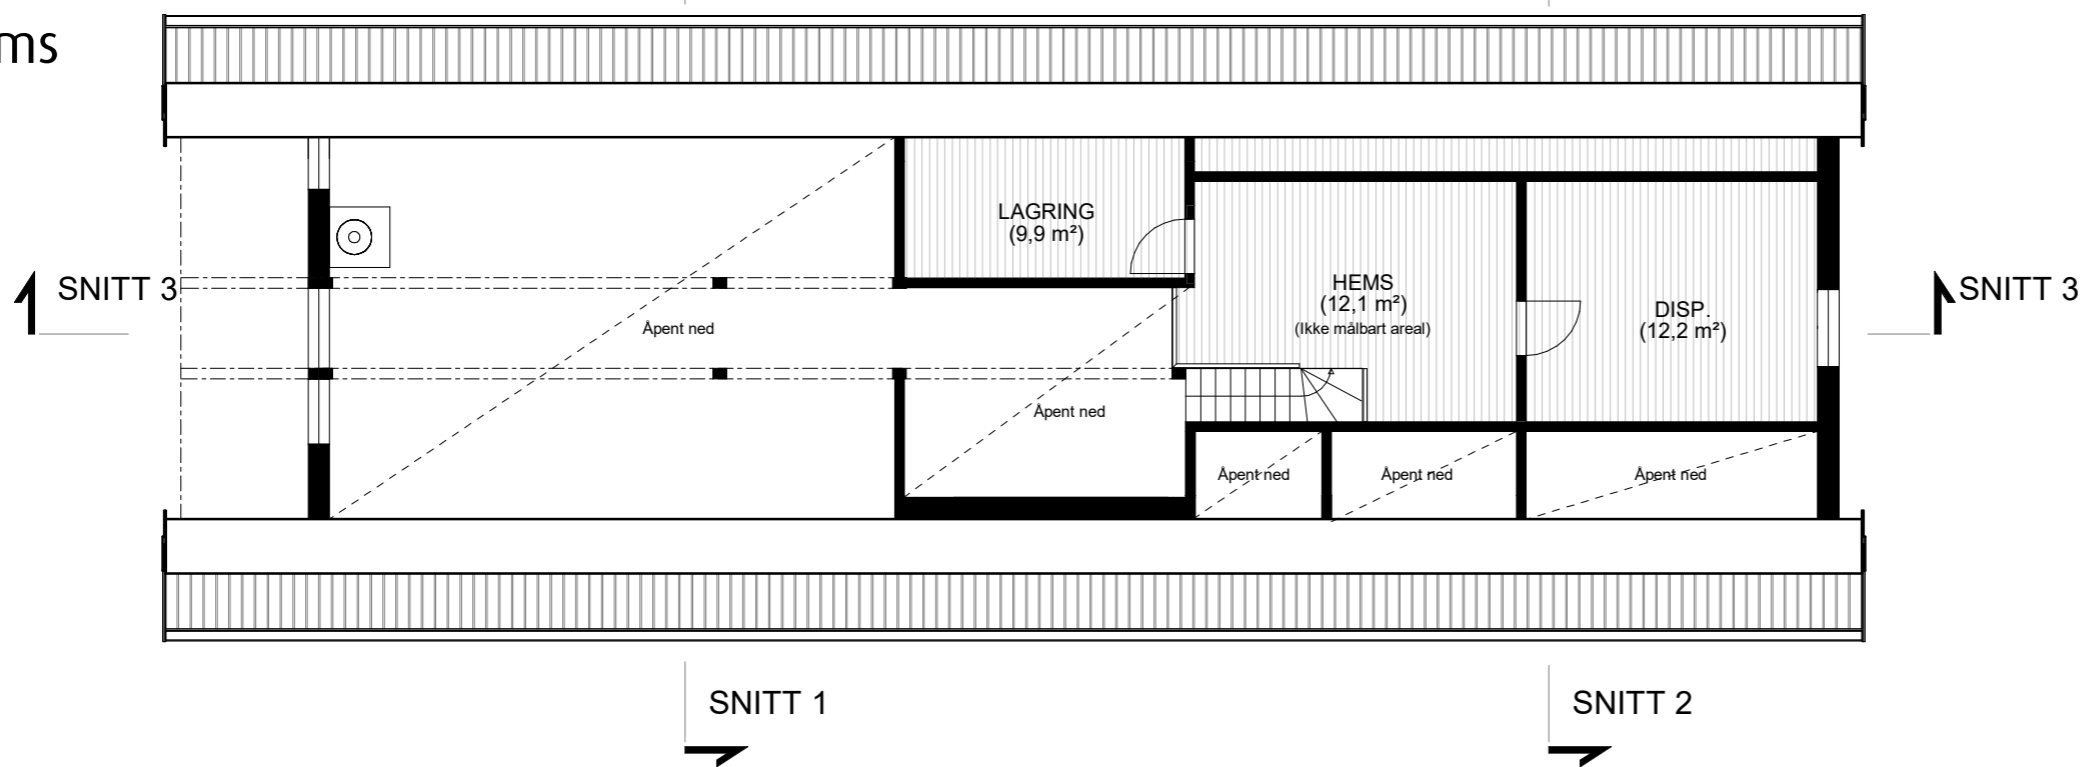 ms
LAGRING
(9,9 m²)
SNITT 3
HEMS
(12,1 m²)
(Ikke målbart areal)
SNITT 3
DISP.
(12,2 m²)
Åpent ned
Åpent ned
Åpent ned
Åpent ned
Åpent ned
SNITT 1
SNITT 2